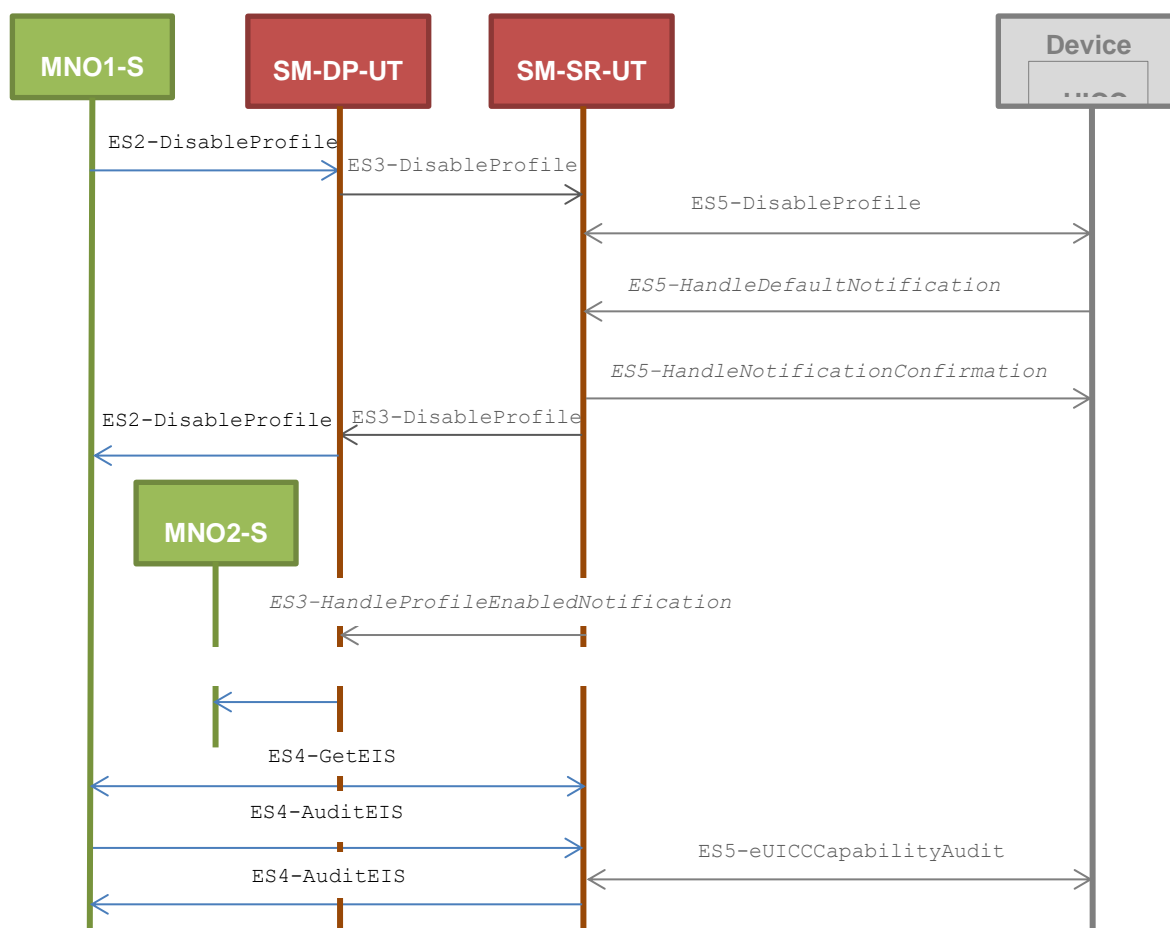 MNO1-S
SM-DP-UT
SM-SR-UT
Device
ES2-DisableProfile
ES3-DisableProfile
ES5-DisableProfile
ES5-HandleDefaultNotification
ES5-HandleNotificationConfirmation
ES2-DisableProfile
ES3-DisableProfile
MNO2-S
ES3-HandleProfileEnabledNotification
ES4-GetEIS
ES4-AuditEIS
ES5-eUICCCapabilityAudit
ES4-AuditEIS